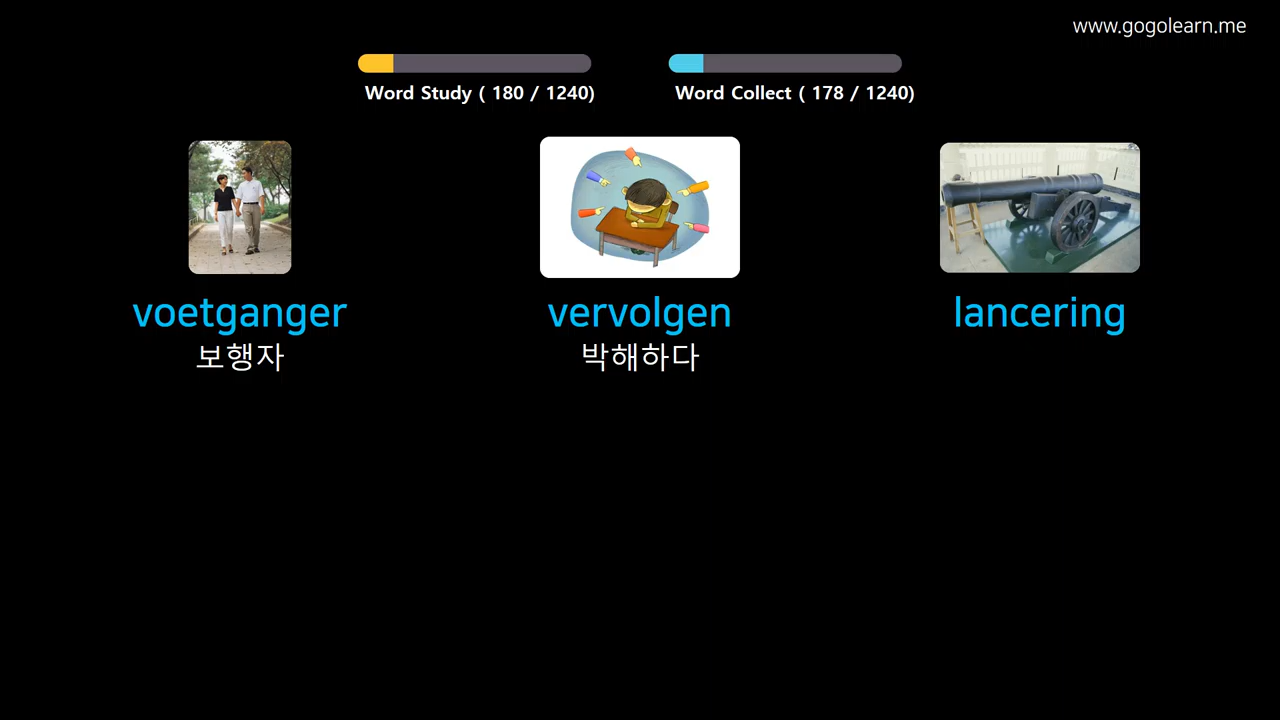 www.gogolearn.me
Word Study ( 180 / 1240)
Word Collect ( 178 / 1240)
voetganger
vervolgen
lancering
보행자
박해하다